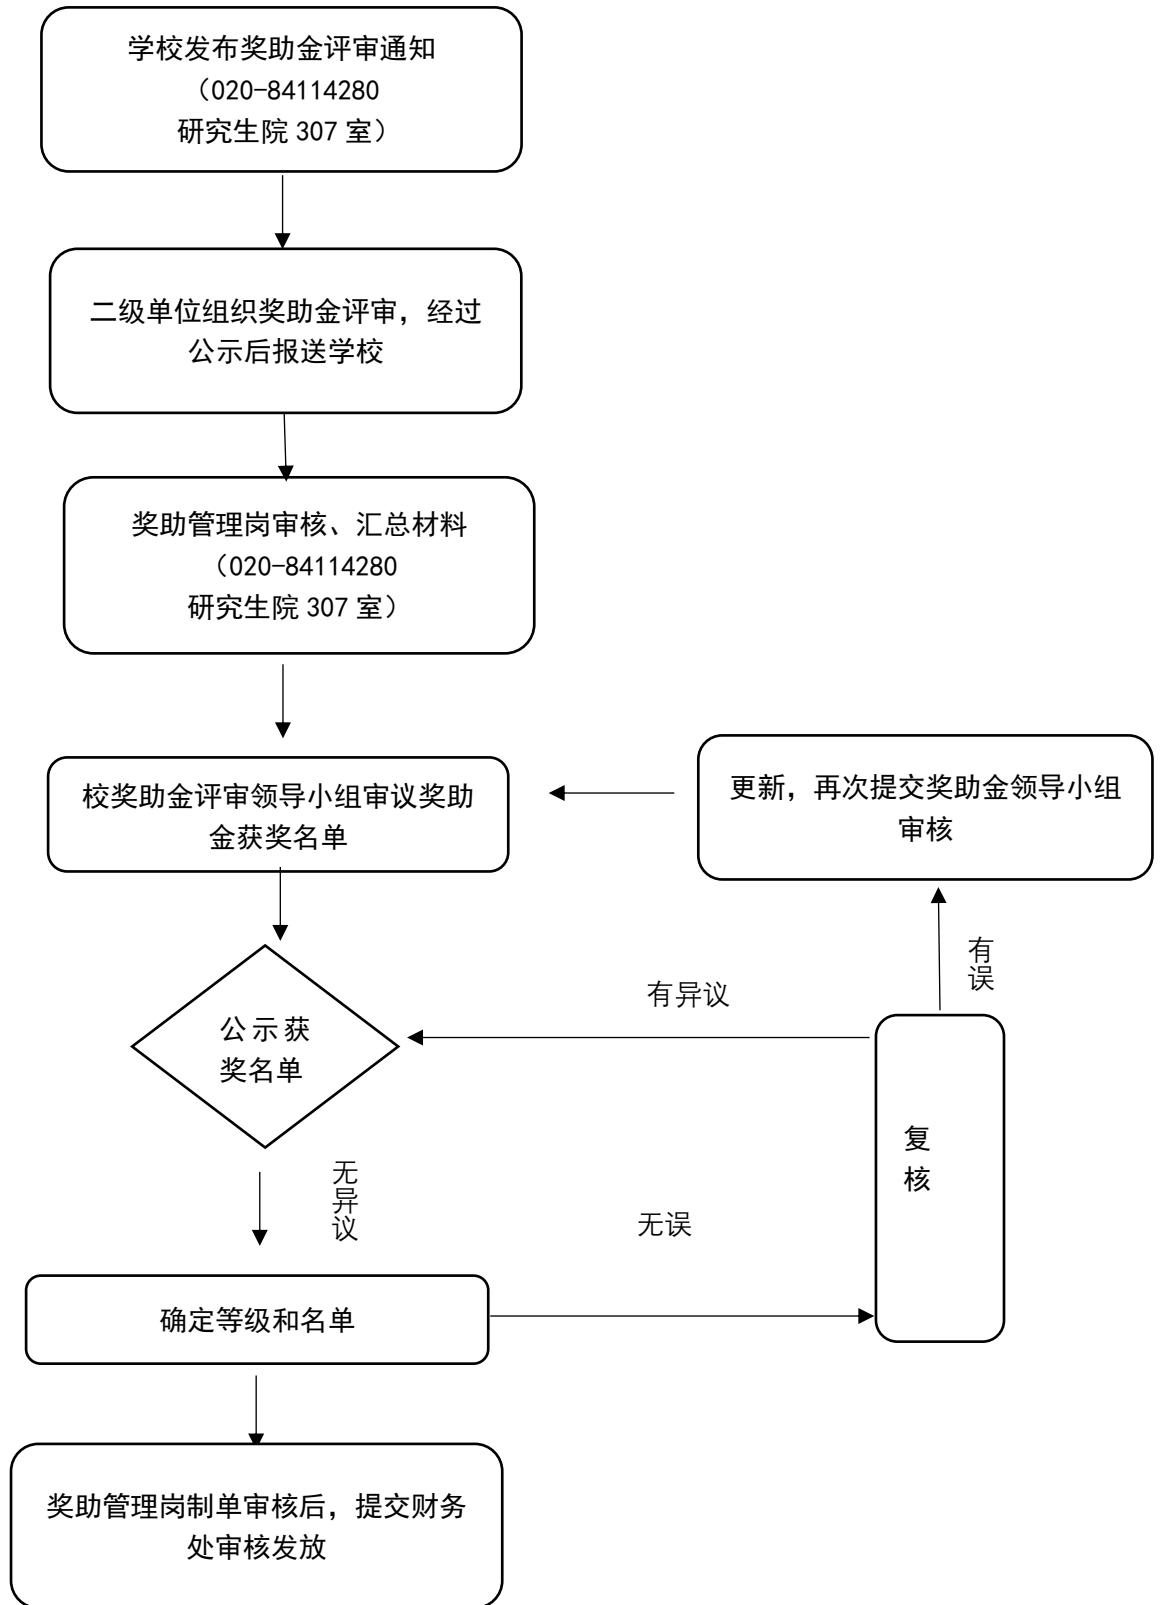 学校发布奖助金评审通知
（020-84114280
研究生院 307 室）
二级单位组织奖助金评审，经过
公示后报送学校
奖助管理岗审核、汇总材料
（020-84114280
研究生院 307 室）
校奖助金评审领导小组审议奖助
金获奖名单
更新，再次提交奖助金领导小组
审核
有误
有异议
公示获
奖名单
复
核
无异议
无误
确定等级和名单
奖助管理岗制单审核后，提交财务
处审核发放